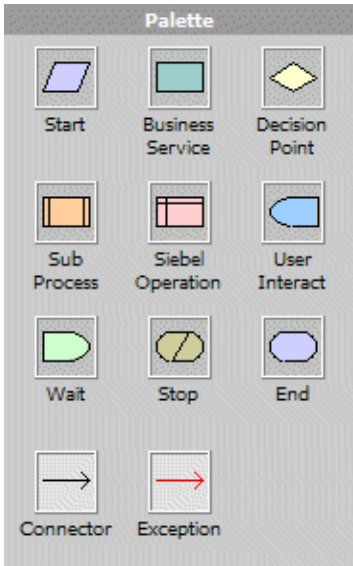 Palette
Start
Business
Service
Decision
Point
Sub
Process
Siebel
Operation
User
Interact
Wait
Stop
End
Connector
Exception